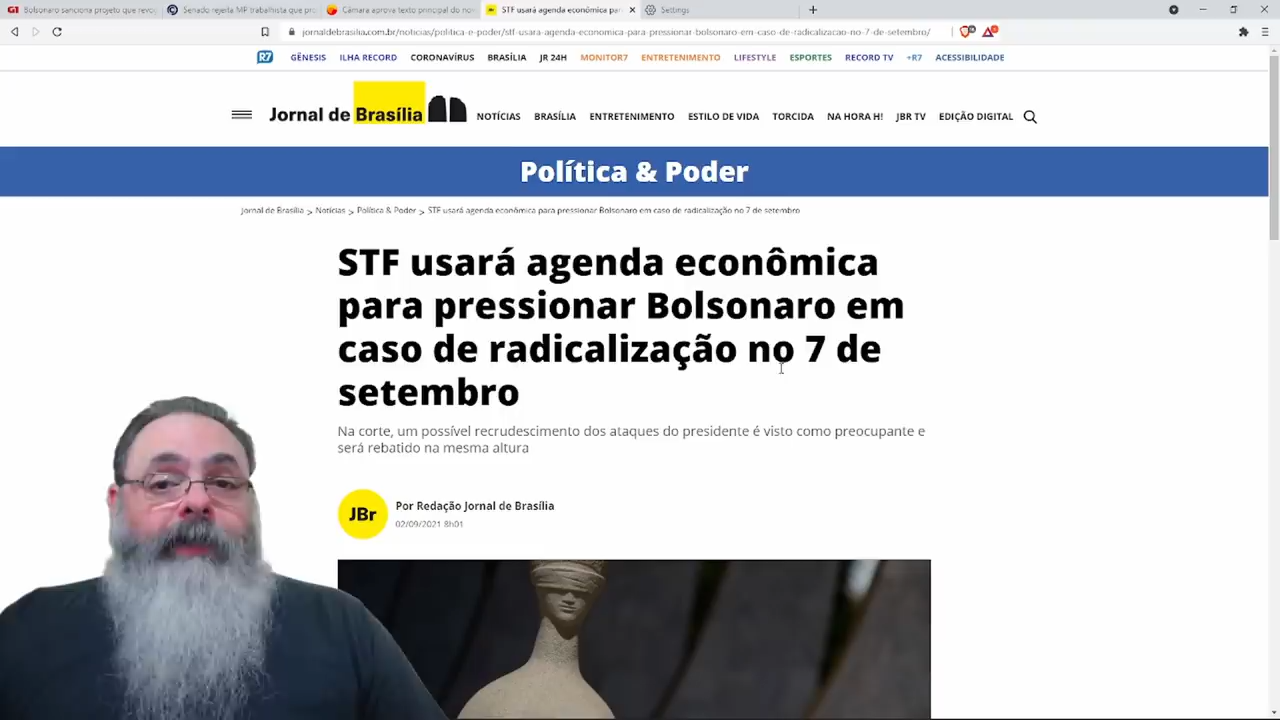 Bolsonaro sanciona projeto que revog
Senado rejeita MP trabalhista que pro
Câmara aprova texto principal do no
STF usará agenda econômica para
Settings
jornaldebrasilia.com.br/noticias/politica-e-poder/stf-usara-agenda-economica-para-pressionar-bolsonaro-em-caso-de-radicalizacao-no-7-de-setembro/
R7 GÊNESIS ILHA RECORD CORONAVÍRUS BRASÍLIA JR 24H MONITOR7 ENTRETENIMENTO LIFESTYLE ESPORTES RECORD TV +R7 ACESSIBILIDADE
Jornal de Brasília NOTÍCIAS BRASÍLIA ENTRETENIMENTO ESTILO DE VIDA TORCIDA NA HORA H! JBR TV EDIÇÃO DIGITAL
Política & Poder
Jornal de Brasília > Notícias > Política & Poder > STF usará agenda econômica para pressionar Bolsonaro em caso de radicalização no 7 de setembro
STF usará agenda econômica
para pressionar Bolsonaro em
caso de radicalização no 7 de
setembro
Na corte, um possível recrudescimento dos ataques do presidente é visto como preocupante e
será rebatido na mesma altura
JBr
Por Redação Jornal de Brasília
02/09/2021 8h01